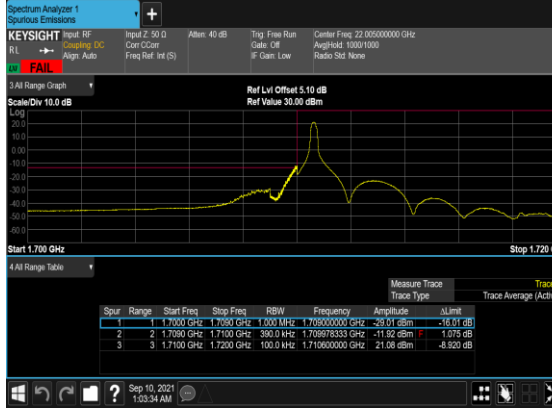 Spectrum Analyzer 1
Spurious Emissions
+
KEYSIGHT Input: RF Input Z: 50 Ω Atten: 40 dB Trig: Free Run Center Freq: 22.005000000 GHz
RL Coupling: DC Corr CCorr Gate: Off Avg|Hold: 1000/1000
Align: Auto Freq Ref: Int (S) IF Gain: Low Radio Std: None
FAIL
3 All Range Graph
Ref Lvl Offset 5.10 dB
Scale/Div 10.0 dB Ref Value 30.00 dBm
Log
20.0
10.0
0.00
-10.0
-20.0
-30.0
-40.0
-50.0
-60.0
Start 1.700 GHz Stop 1.720
4 All Range Table
Measure Trace Trace
Trace Type Trace Average (Acti
Spur Range Start Freq Stop Freq RBW Frequency Amplitude ΔLimit
1 1 1.7000 GHz 1.7090 GHz 1.000 MHz 1.709000000 GHz -29.01 dBm -16.01 dB
2 2 1.7090 GHz 1.7100 GHz 390.0 kHz 1.709978333 GHz -11.92 dBm F 1.075 dB
3 3 1.7100 GHz 1.7200 GHz 100.0 kHz 1.710600000 GHz 21.08 dBm -8.920 dB
? Sep 10, 2021
1:03:34 AM